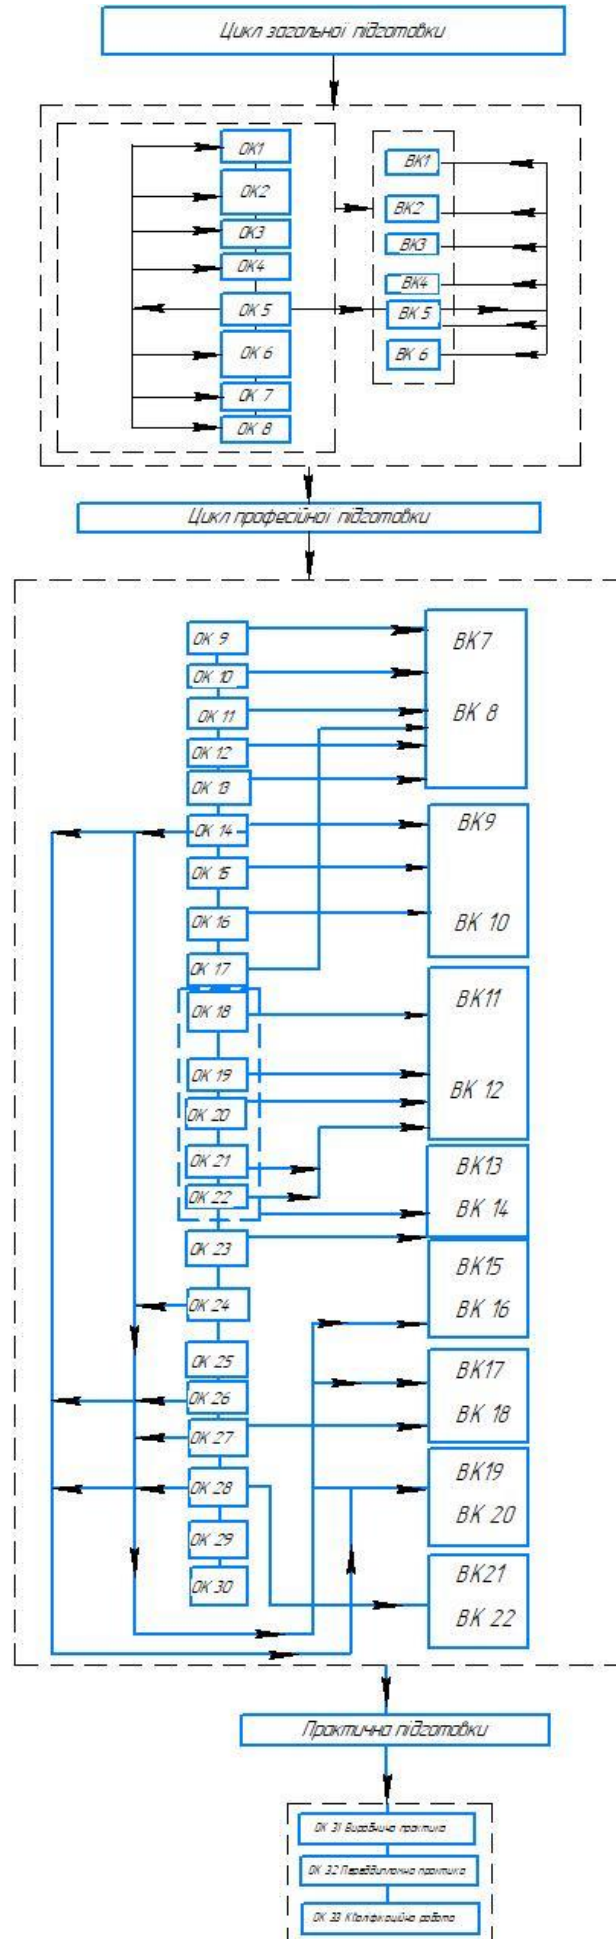 Цикл загальної підготовки
ОК1
ОК2
ОК3
ОК4
ОК 5
ОК 6
ОК 7
ОК 8
ВК1
ВК2
ВК3
ВК4
ВК 5
ВК 6
Цикл професійної підготовки
ОК 9
ОК 10
ОК 11
ОК 12
ОК 13
ОК 14
ОК 15
ОК 16
ОК 17
ОК 18
ОК 19
ОК 20
ОК 21
ОК 22
ОК 23
ОК 24
ОК 25
ОК 26
ОК 27
ОК 28
ОК 29
ОК 30
ВК7
ВК 8
ВК9
ВК 10
ВК11
ВК 12
ВК13
ВК 14
ВК15
ВК 16
ВК17
ВК 18
ВК19
ВК 20
ВК21
ВК 22
Практична підготовки
ОК 31 Виробнича практика
ОК 32 Переддипломна практика
ОК 33 Кваліфікаційна робота